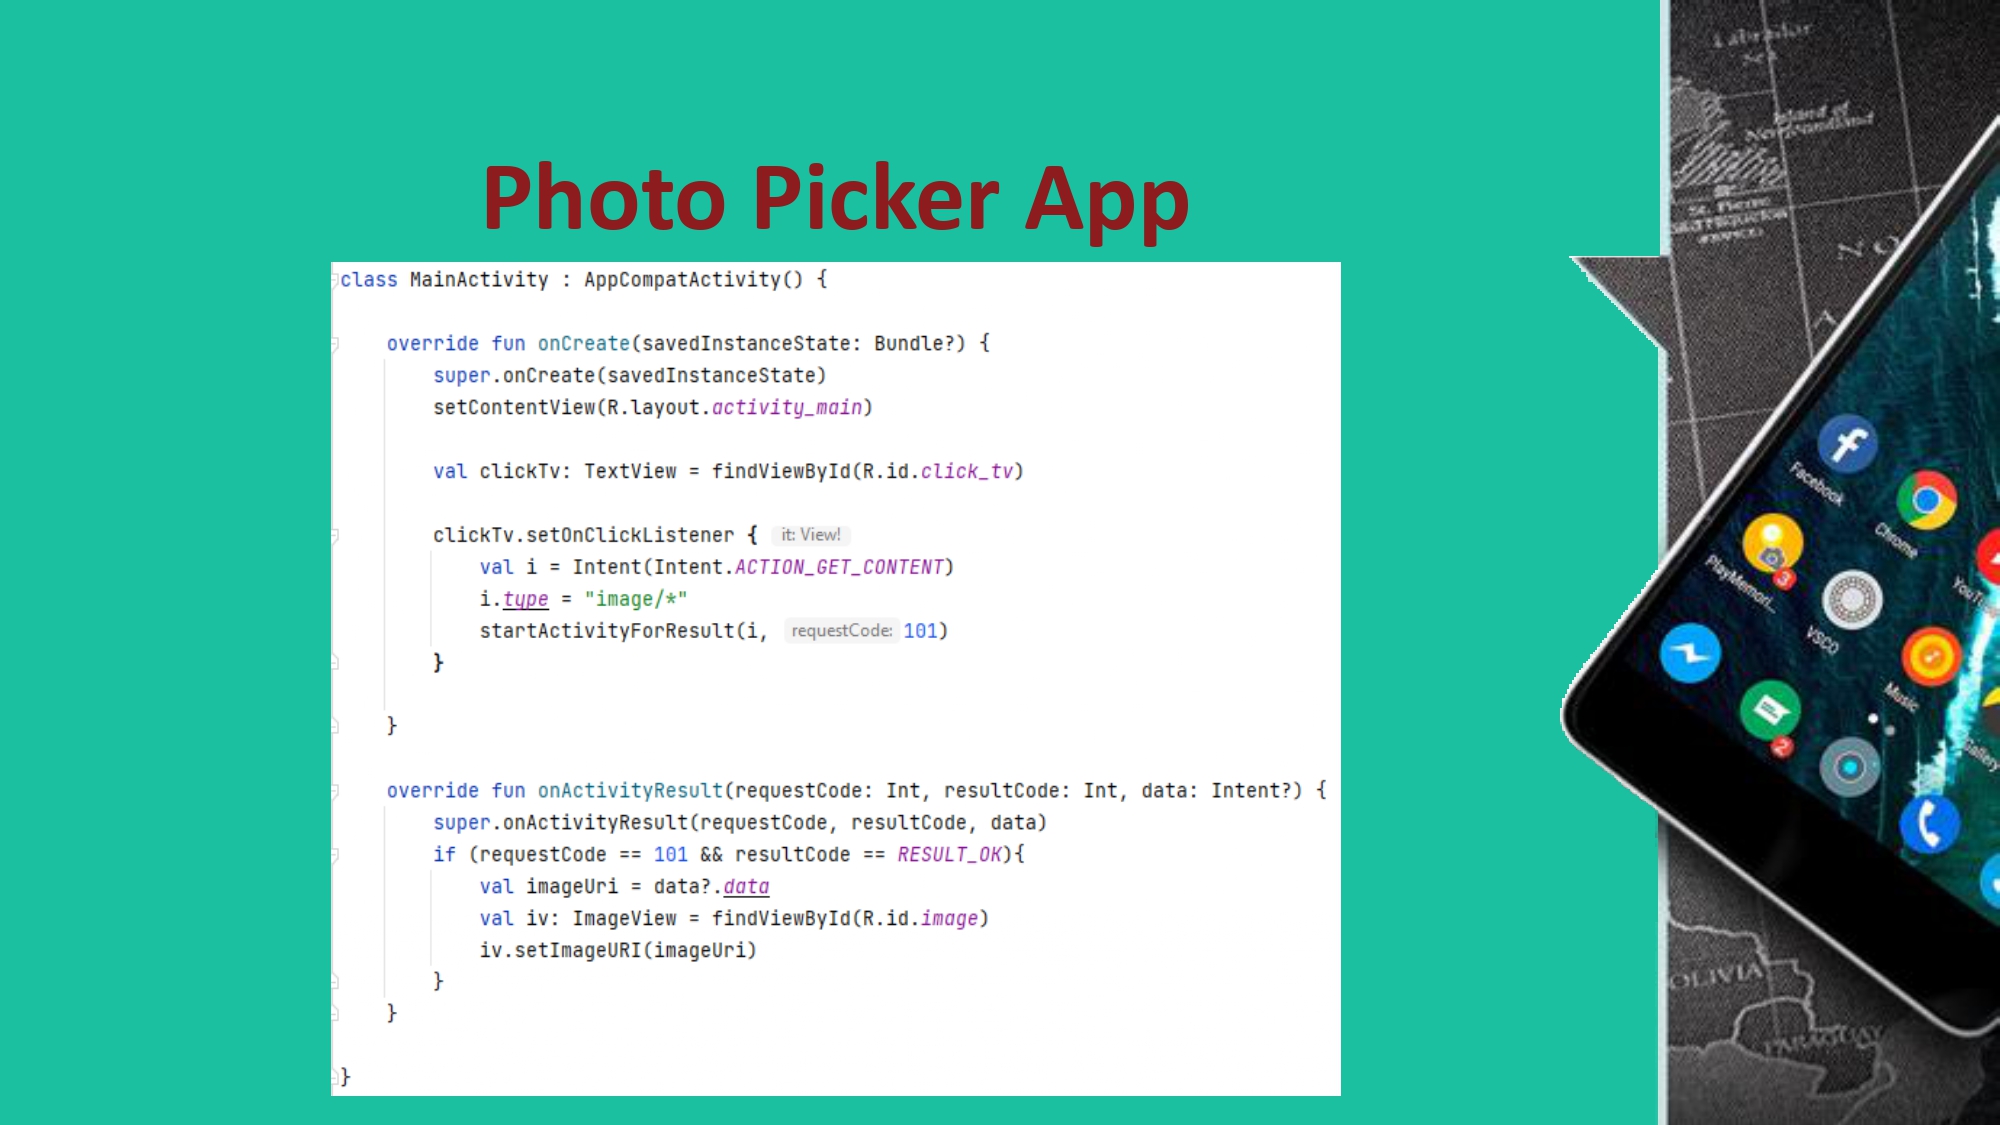 Photo Picker App
class MainActivity : AppCompatActivity() {
override fun onCreate(savedInstanceState: Bundle?) {
super.onCreate(savedInstanceState)
setContentView(R.layout.activity_main)
val clickTv: TextView = findViewById(R.id.click_tv)
clickTv.setOnClickListener { it: View!
val i = Intent(Intent.ACTION_GET_CONTENT)
i.type = "image/*"
startActivityForResult(i, requestCode: 101)
}
}
override fun onActivityResult(requestCode: Int, resultCode: Int, data: Intent?) {
super.onActivityResult(requestCode, resultCode, data)
if (requestCode == 101 && resultCode == RESULT_OK){
val imageUri = data?.data
val iv: ImageView = findViewById(R.id.image)
iv.setImageURI(imageUri)
}
}
}
Labrador
Island of
Newfoundland
St. Pierre
Facebook
Chrome
PlayMemori...
3
VSCO
Music
Gallery
2
OLIVIA
PARAGUAY